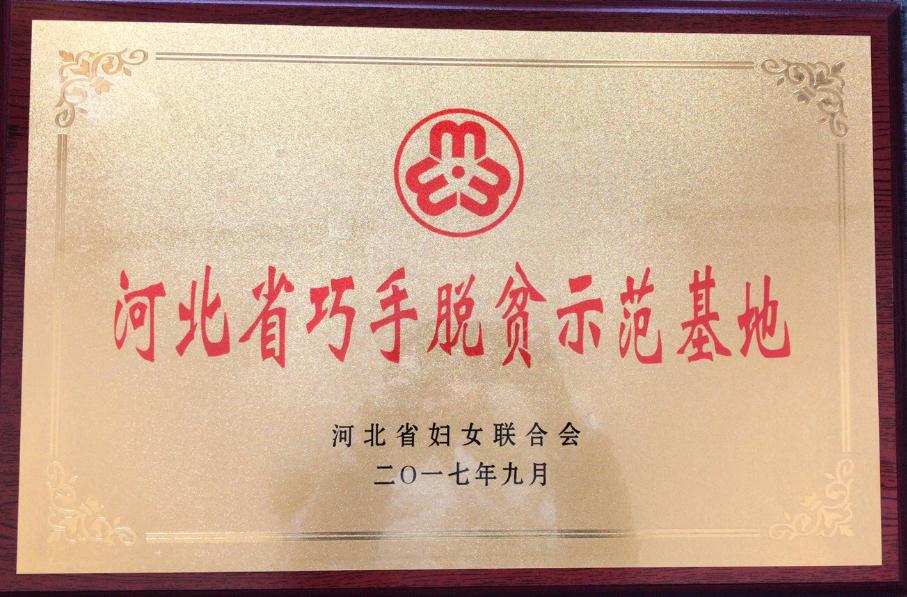 河北省巧手脱贫示范基地
河北省妇女联合会
二〇一七年九月